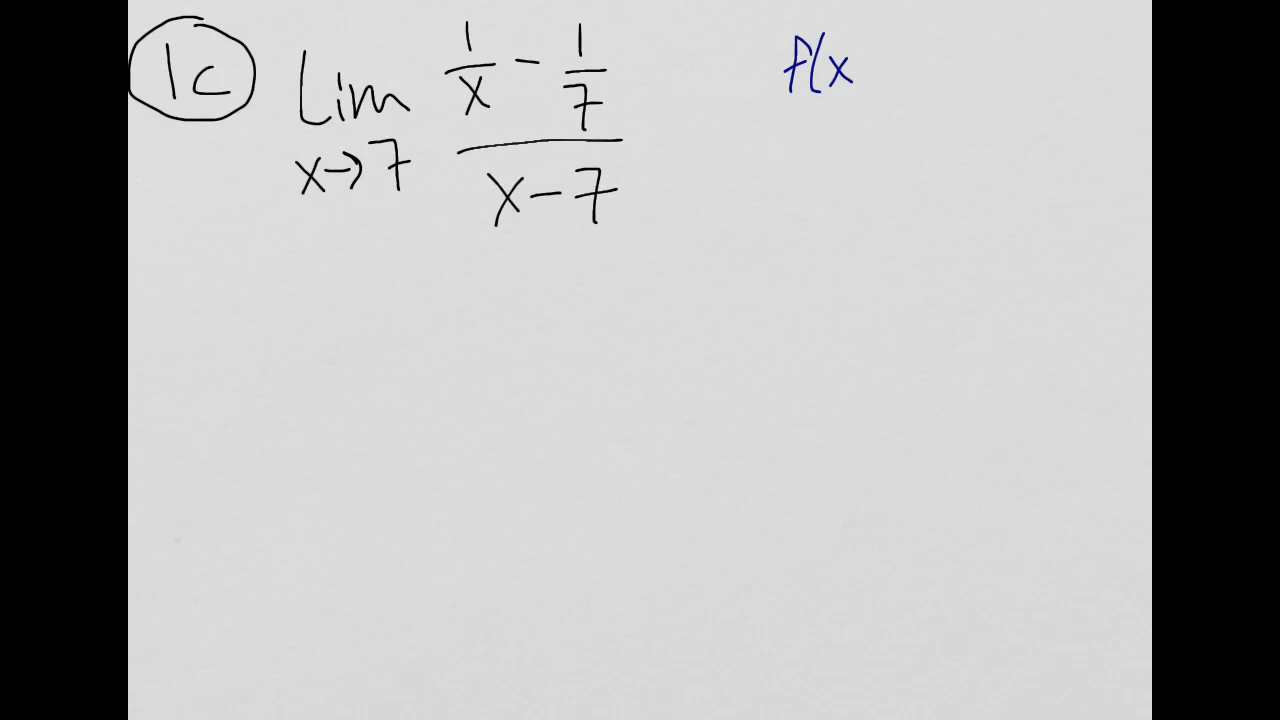 1c
Lim x→7
1/x - 1/7
x-7
f(x